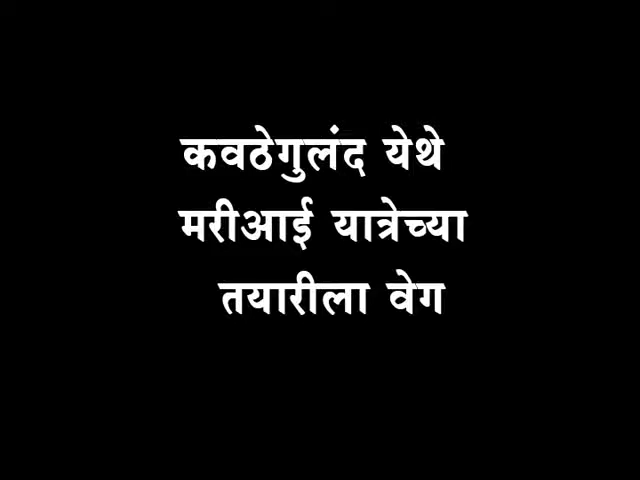 कवठेगुलंद येथे
मरीआई यात्रेच्या
तयारीला वेग